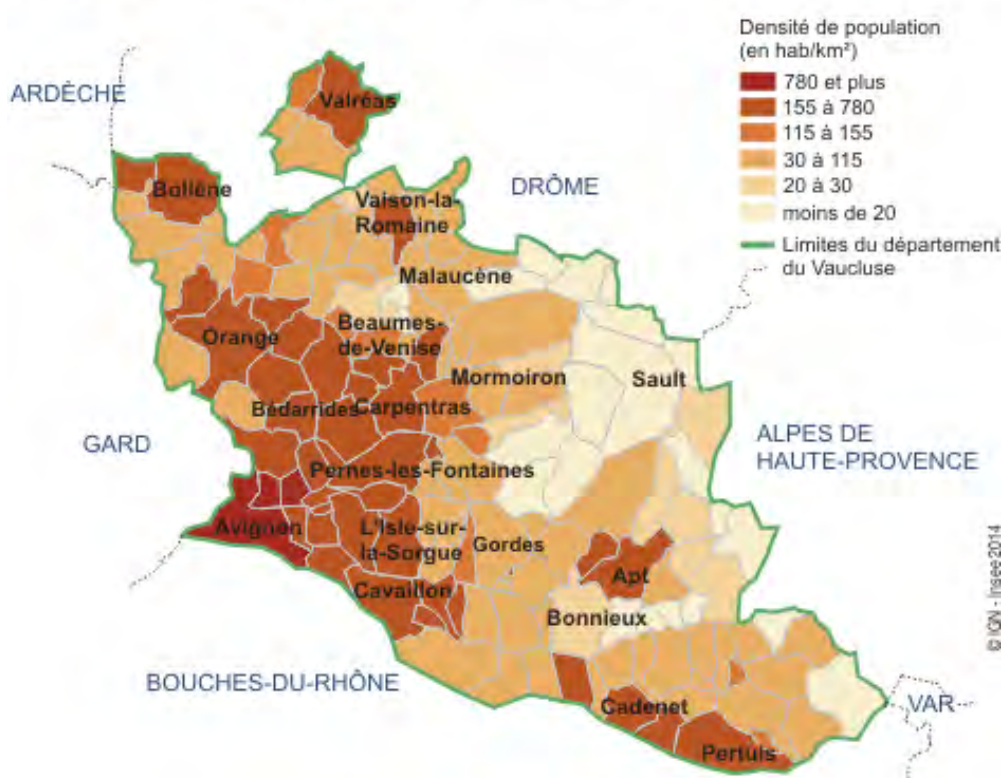 Densité de population
(en hab/km²)
780 et plus
155 à 780
115 à 155
30 à 115
20 à 30
moins de 20
Limites du département
du Vaucluse
ARDÈCHE
Valréas
Bollène
DRÔME
Vaison-la-
Romaine
Malaucène
Orange
Beaumes-
de-Venise
Mormoiron
Sault
Bédarrides
Carpentras
GARD
ALPES DE
HAUTE-PROVENCE
Pernes-les-Fontaines
Avignon
L'Isle-sur-
la-Sorgue
Gordes
Apt
Cavaillon
Bonnieux
BOUCHES-DU-RHÔNE
Cadenet
VAR
Pertuis
© IGN - Insee 2014